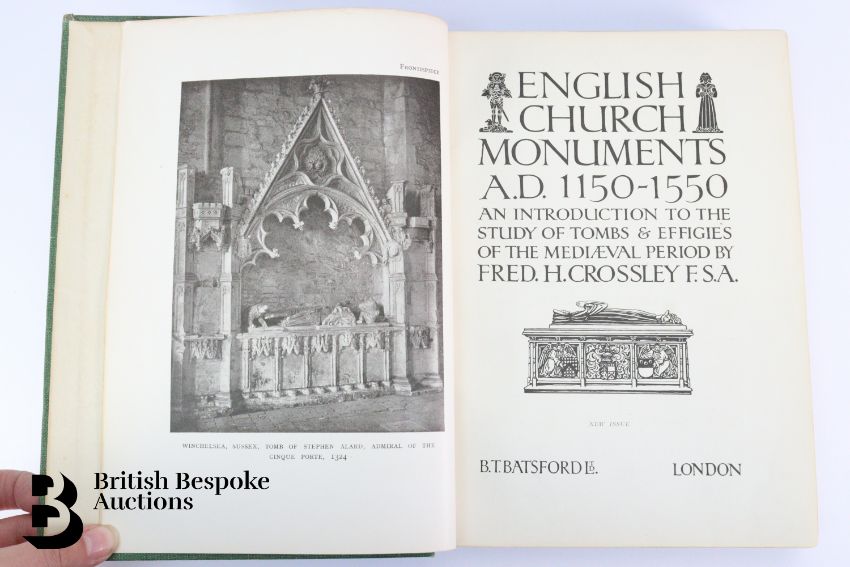 FRONTISPIECE
WINCHELSEA, SUSSEX, TOMB OF STEPHEN ALARD, ADMIRAL OF THE
CINQUE PORTE, 1324
ENGLISH
CHURCH
MONUMENTS
A.D. 1150-1550
AN INTRODUCTION TO THE
STUDY OF TOMBS & EFFIGIES
OF THE MEDIÆVAL PERIOD BY
FRED. H. CROSSLEY F.S.A.
NEW ISSUE
B.T. BATSFORD LTD. LONDON
British Bespoke
Auctions